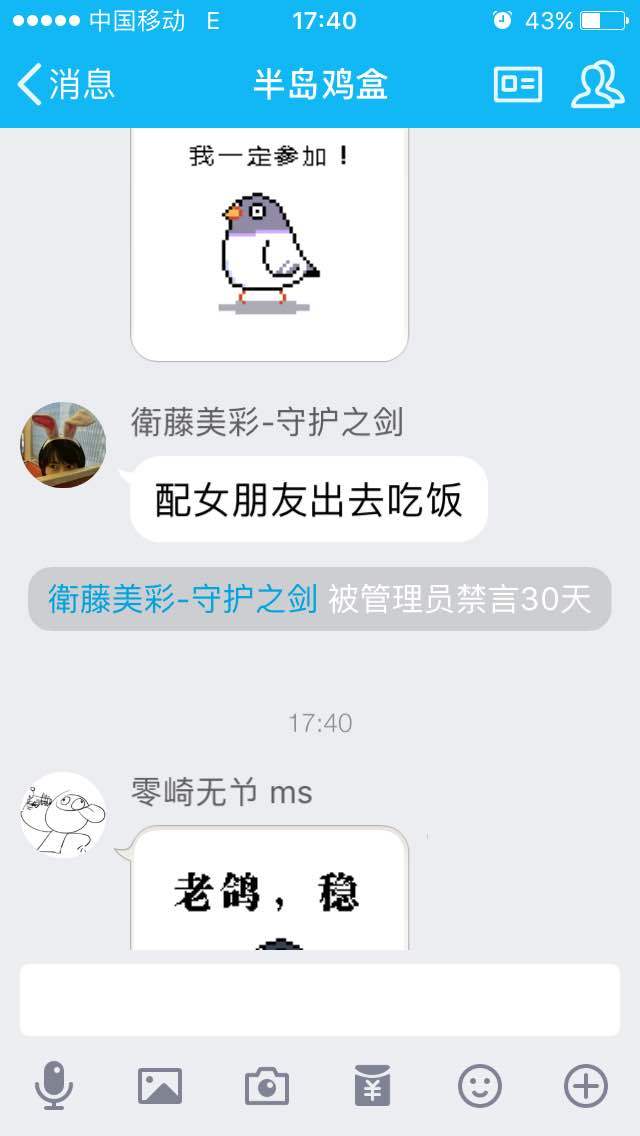 中国移动 E 17:40 43%
消息 半岛鸡盒
我一定参加！
衛藤美彩-守护之剑
配女朋友出去吃饭
衛藤美彩-守护之剑 被管理员禁言30天
17:40
零崎无兯 ms
老鸽，稳